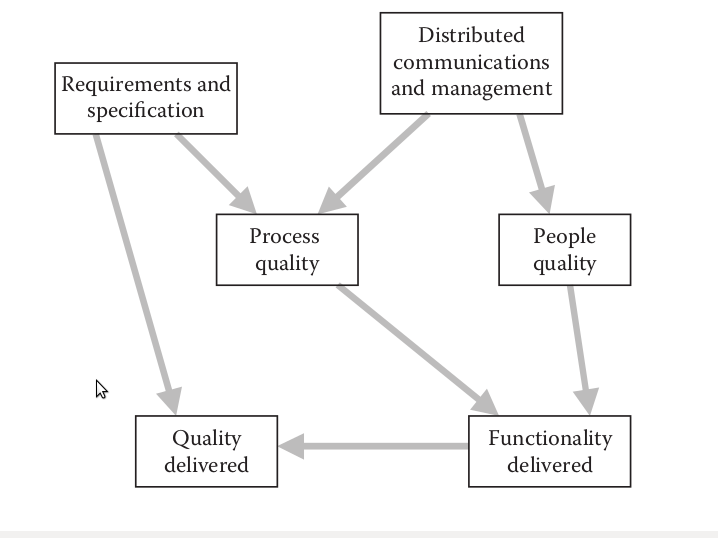 Distributed
communications
and management
Requirements and
specification
Process
quality
People
quality
Quality
delivered
Functionality
delivered